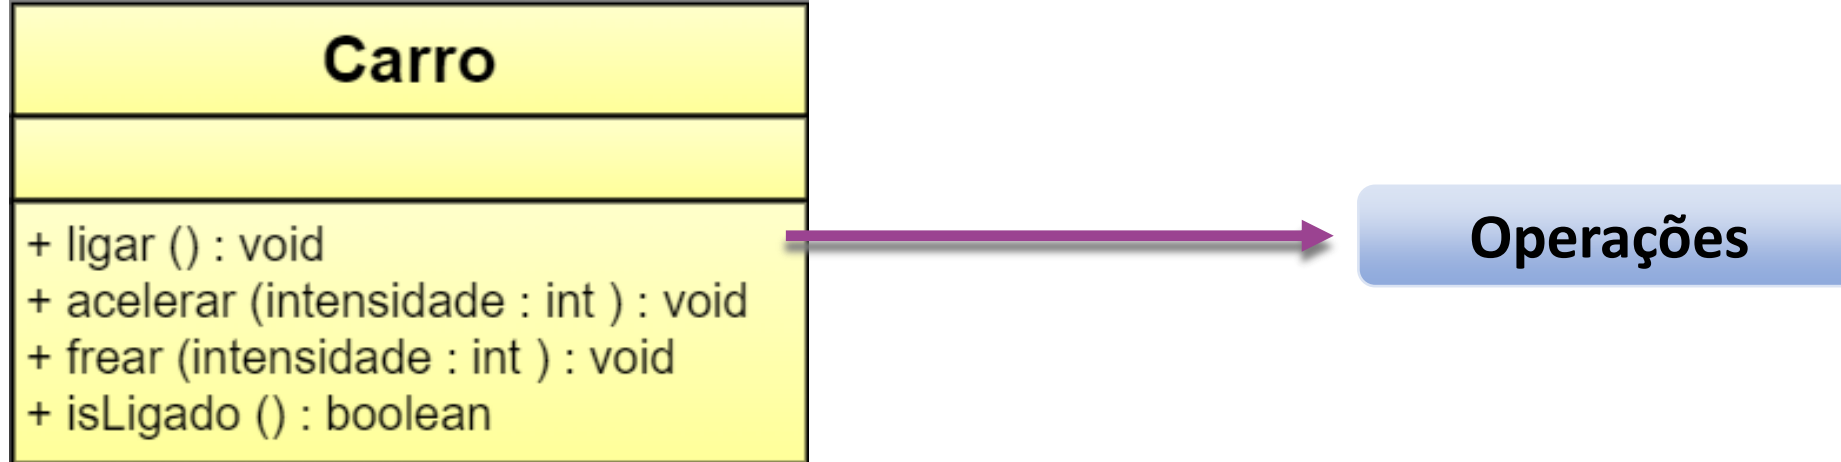 Carro
+ ligar () : void
+ acelerar (intensidade : int ) : void
+ frear (intensidade : int ) : void
+ isLigado () : boolean
Operações